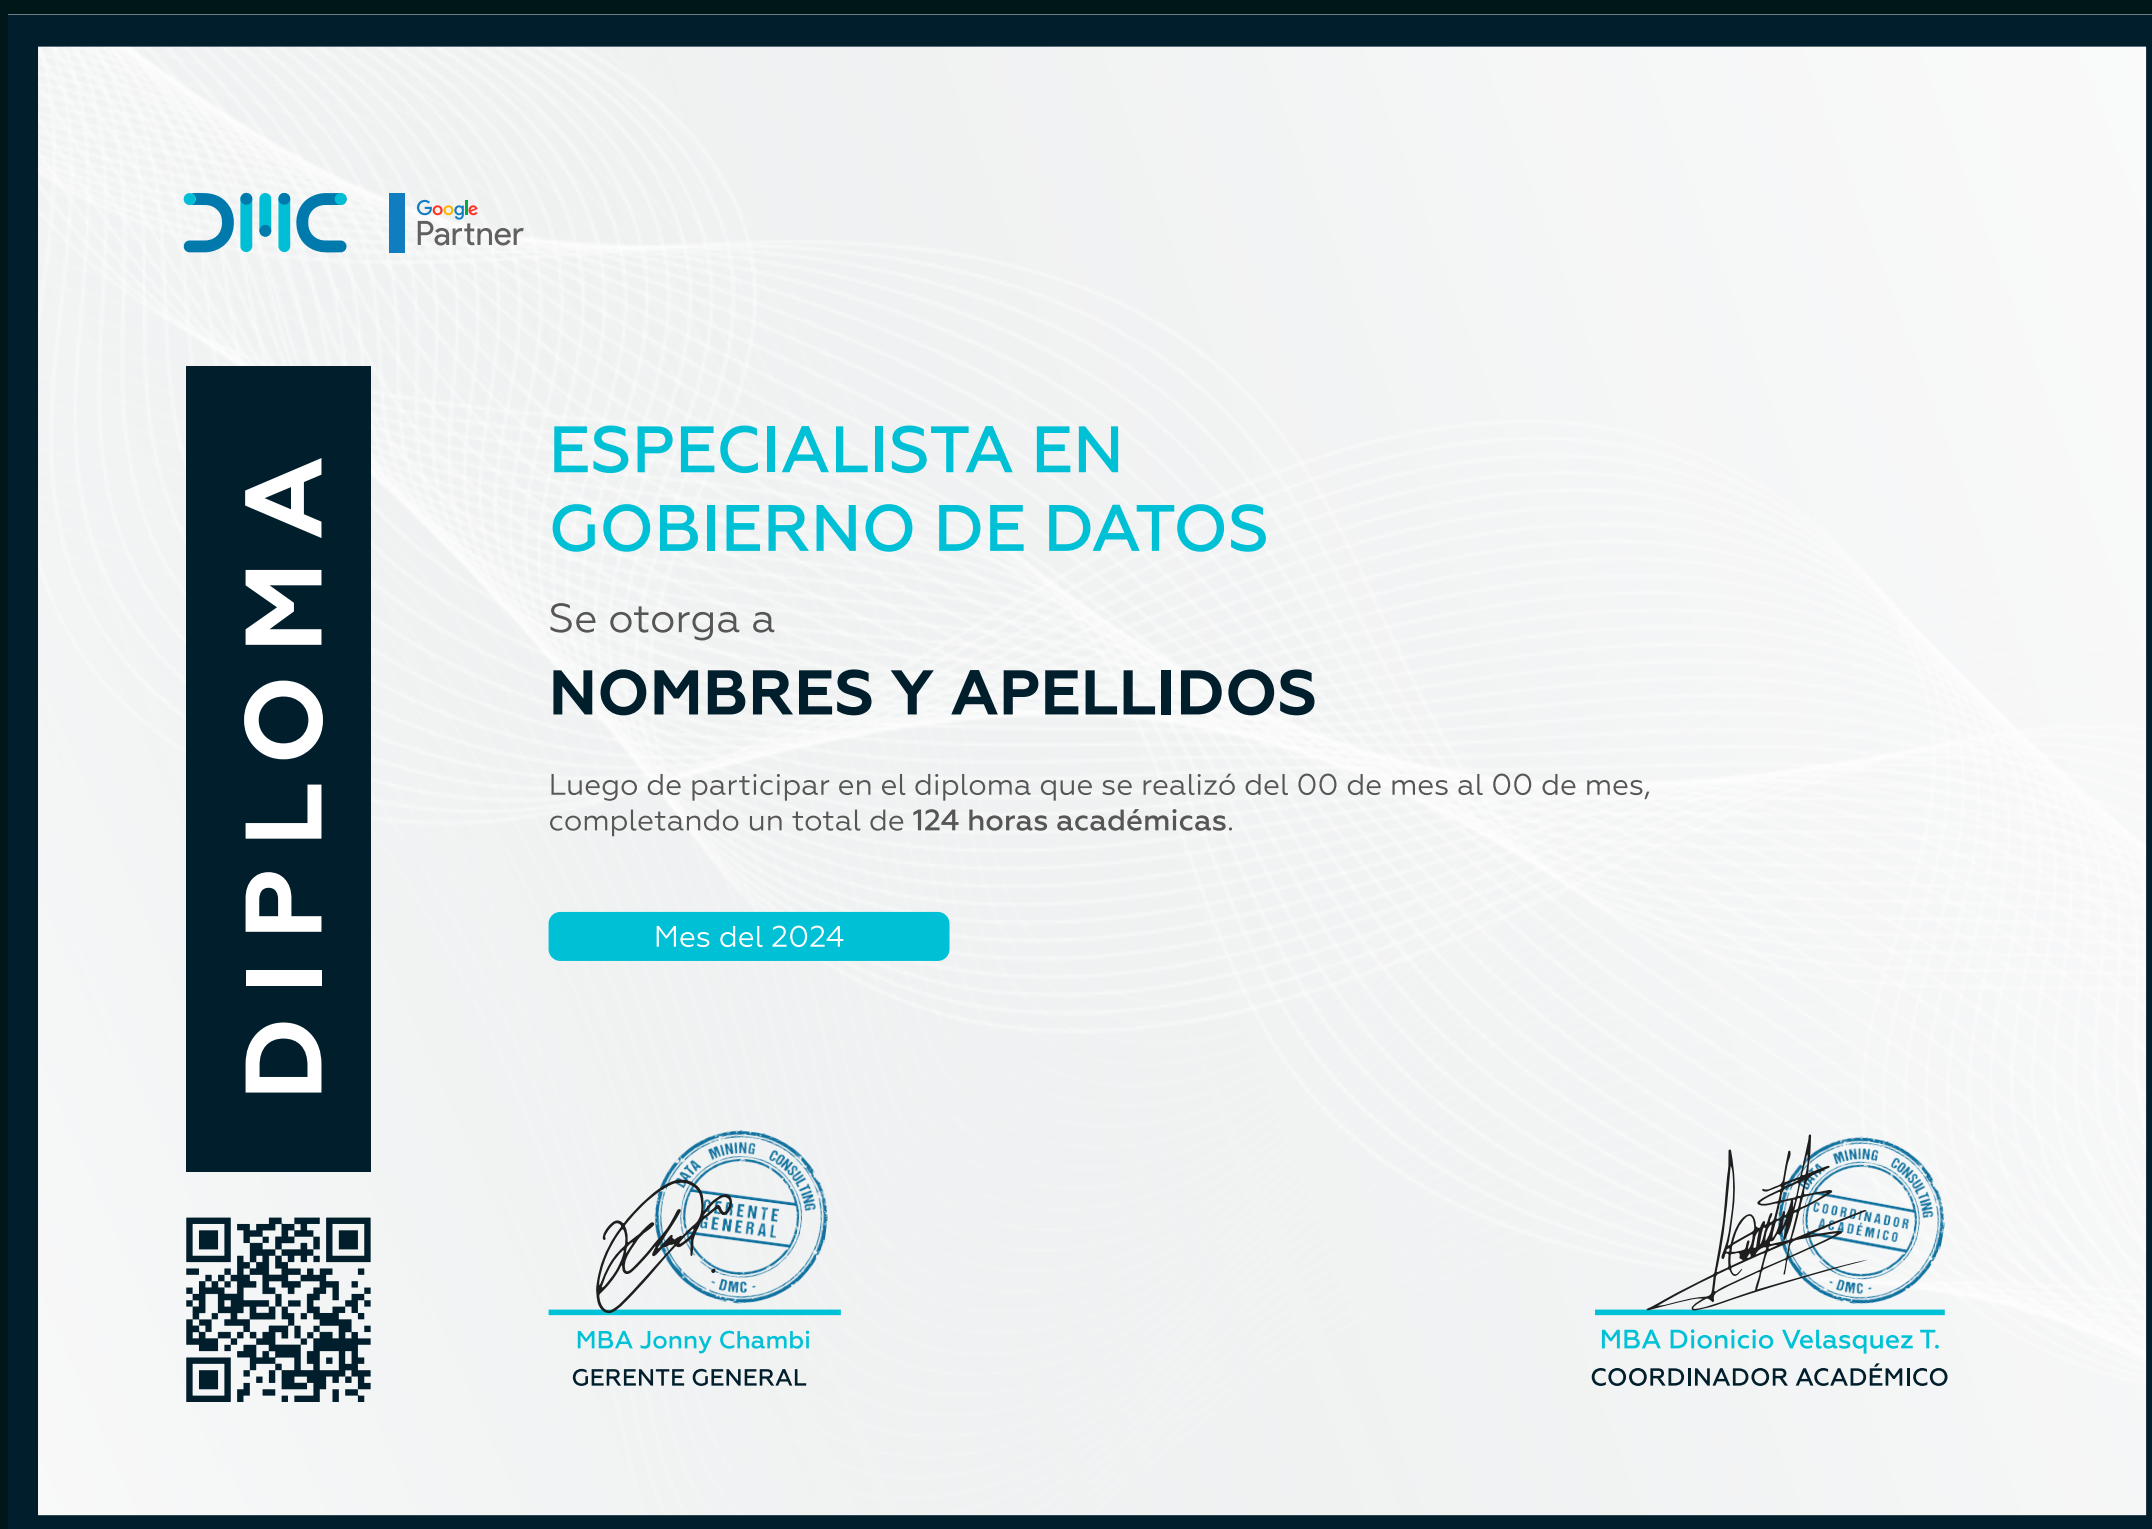 DMC
Google
Partner
DIPLOMA
ESPECIALISTA EN
GOBIERNO DE DATOS
Se otorga a
NOMBRES Y APELLIDOS
Luego de participar en el diploma que se realizó del 00 de mes al 00 de mes,
completando un total de 124 horas académicas.
Mes del 2024
DATA MINING CONSULTING
GERENTE
GENERAL
- DMC -
MBA Jonny Chambi
GERENTE GENERAL
DATA MINING CONSULTING
COORDINADOR
ACADÉMICO
- DMC -
MBA Dionicio Velasquez T.
COORDINADOR ACADÉMICO